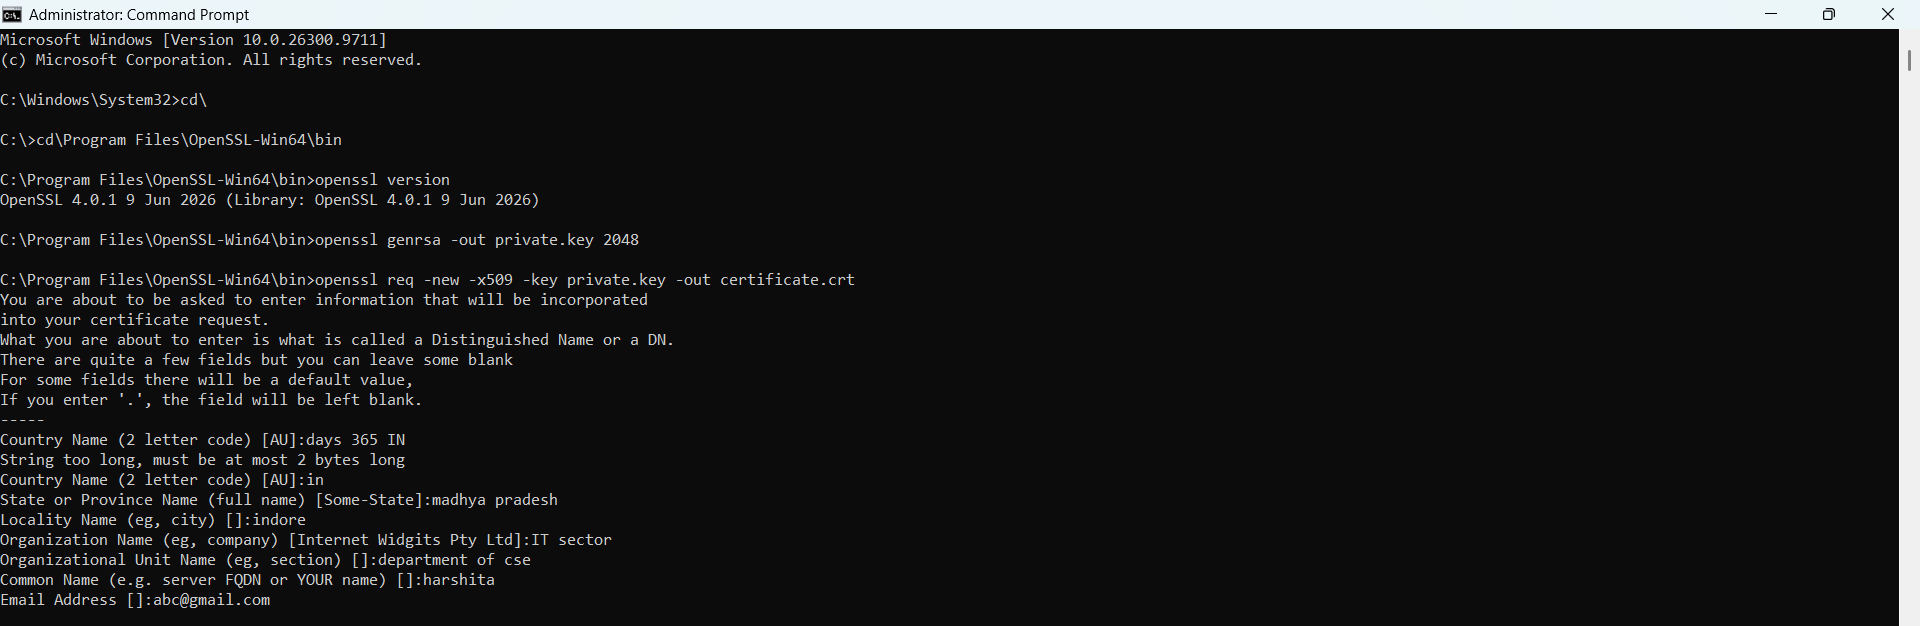 Administrator: Command Prompt
Microsoft Windows [Version 10.0.26300.9711]
(c) Microsoft Corporation. All rights reserved.
C:\Windows\System32>cd\
C:\>cd\Program Files\OpenSSL-Win64\bin
C:\Program Files\OpenSSL-Win64\bin>openssl version
OpenSSL 4.0.1 9 Jun 2026 (Library: OpenSSL 4.0.1 9 Jun 2026)
C:\Program Files\OpenSSL-Win64\bin>openssl genrsa -out private.key 2048
C:\Program Files\OpenSSL-Win64\bin>openssl req -new -x509 -key private.key -out certificate.crt
You are about to be asked to enter information that will be incorporated
into your certificate request.
What you are about to enter is what is called a Distinguished Name or a DN.
There are quite a few fields but you can leave some blank
For some fields there will be a default value,
If you enter '.', the field will be left blank.
-----
Country Name (2 letter code) [AU]:days 365 IN
String too long, must be at most 2 bytes long
Country Name (2 letter code) [AU]:in
State or Province Name (full name) [Some-State]:madhya pradesh
Locality Name (eg, city) []:indore
Organization Name (eg, company) [Internet Widgits Pty Ltd]:IT sector
Organizational Unit Name (eg, section) []:department of cse
Common Name (e.g. server FQDN or YOUR name) []:harshita
Email Address []:abc@gmail.com